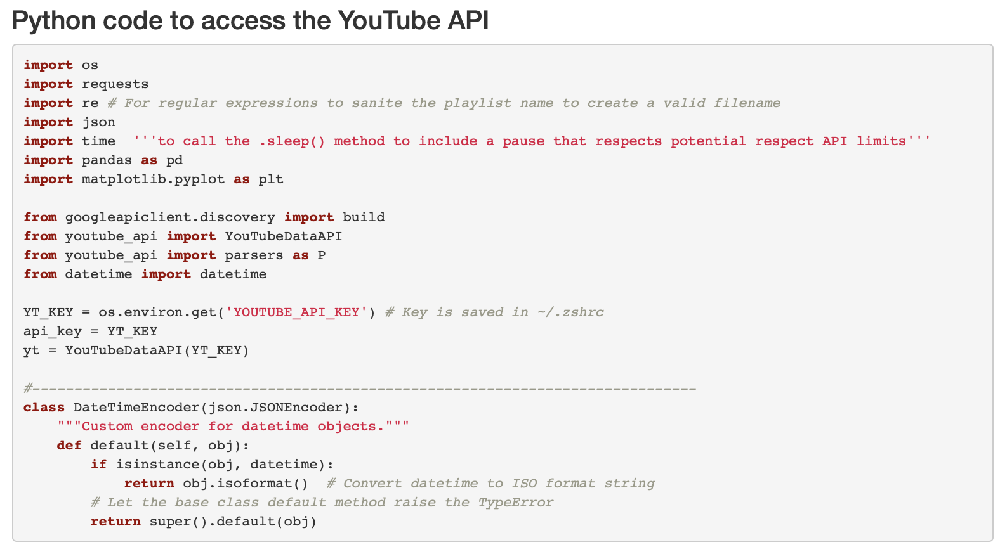 Python code to access the YouTube API
import os
import requests
import re # For regular expressions to sanite the playlist name to create a valid filename
import json
import time  '''to call the .sleep() method to include a pause that respects potential respect API limits'''
import pandas as pd
import matplotlib.pyplot as plt

from googleapiclient.discovery import build
from youtube_api import YouTubeDataAPI
from youtube_api import parsers as P
from datetime import datetime

YT_KEY = os.environ.get('YOUTUBE_API_KEY') # Key is saved in ~/.zshrc
api_key = YT_KEY
yt = YouTubeDataAPI(YT_KEY)

#-------------------------------------------------------------------------------
class DateTimeEncoder(json.JSONEncoder):
    """Custom encoder for datetime objects."""
    def default(self, obj):
        if isinstance(obj, datetime):
            return obj.isoformat()  # Convert datetime to ISO format string
        # Let the base class default method raise the TypeError
        return super().default(obj)